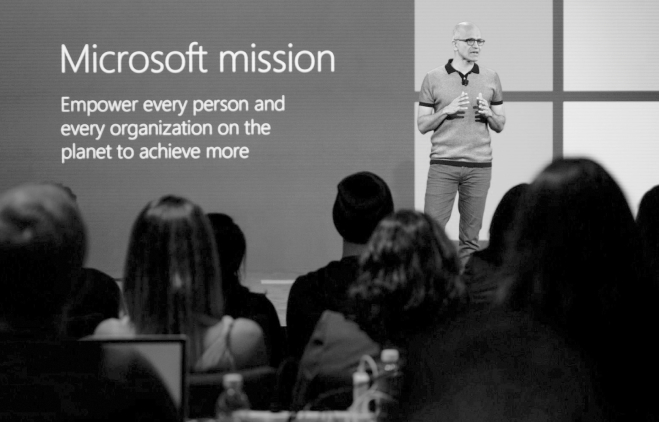 Microsoft mission
Empower every person and
every organization on the
planet to achieve more